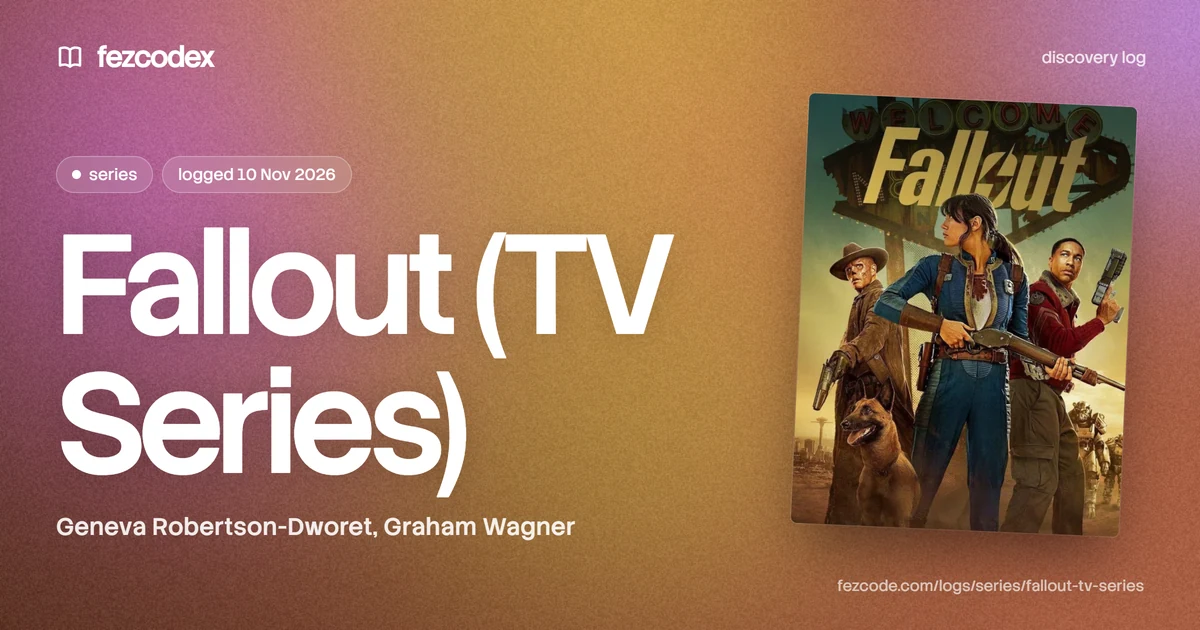 fezcodex
discovery log
series
logged 10 Nov 2026
Fallout (TV
Series)
Geneva Robertson-Dworet, Graham Wagner
WELCOME
Fallout
fezcode.com/logs/series/fallout-tv-series